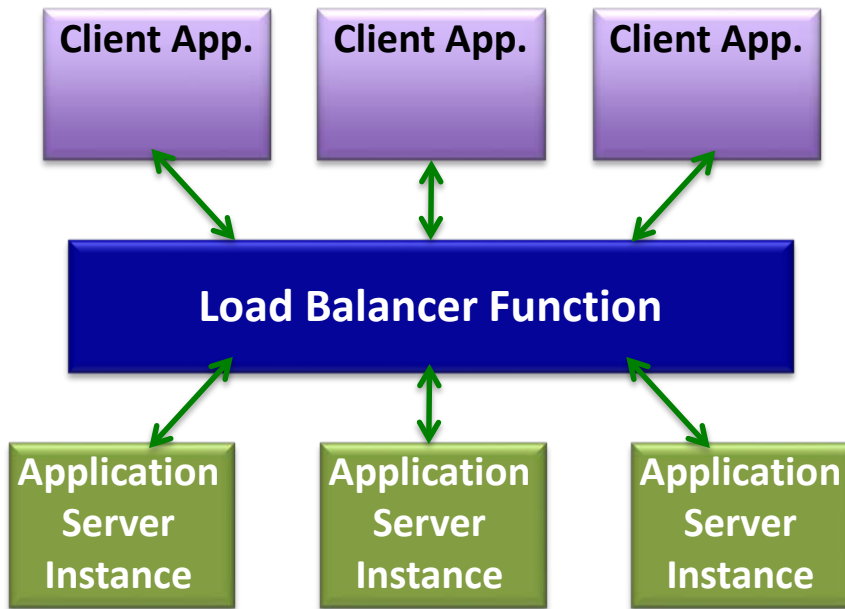 Client App.
Client App.
Client App.
Load Balancer Function
Application
Server
Instance
Application
Server
Instance
Application
Server
Instance